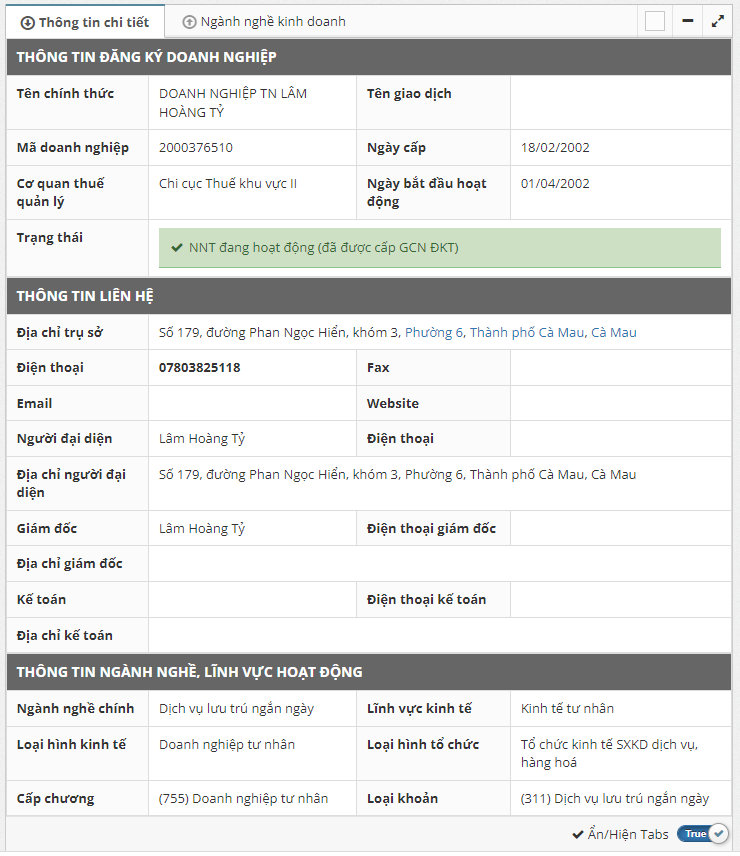 Thông tin chi tiết
Ngành nghề kinh doanh
THÔNG TIN ĐĂNG KÝ DOANH NGHIỆP
Tên chính thức
DOANH NGHIỆP TN LÂM
HOÀNG TỶ
Tên giao dịch
Mã doanh nghiệp
2000376510
Ngày cấp
18/02/2002
Cơ quan thuế
quản lý
Chi cục Thuế khu vực II
Ngày bắt đầu hoạt
động
01/04/2002
Trạng thái
NNT đang hoạt động (đã được cấp GCN ĐKT)
THÔNG TIN LIÊN HỆ
Địa chỉ trụ sở
Số 179, đường Phan Ngọc Hiển, khóm 3, Phường 6, Thành phố Cà Mau, Cà Mau
Điện thoại
07803825118
Fax
Email
Website
Người đại diện
Lâm Hoàng Tỷ
Điện thoại
Địa chỉ người đại
diện
Số 179, đường Phan Ngọc Hiển, khóm 3, Phường 6, Thành phố Cà Mau, Cà Mau
Giám đốc
Lâm Hoàng Tỷ
Điện thoại giám đốc
Địa chỉ giám đốc
Kế toán
Điện thoại kế toán
Địa chỉ kế toán
THÔNG TIN NGÀNH NGHỀ, LĨNH VỰC HOẠT ĐỘNG
Ngành nghề chính
Dịch vụ lưu trú ngắn ngày
Lĩnh vực kinh tế
Kinh tế tư nhân
Loại hình kinh tế
Doanh nghiệp tư nhân
Loại hình tổ chức
Tổ chức kinh tế SXKD dịch vụ,
hàng hoá
Cấp chương
(755) Doanh nghiệp tư nhân
Loại khoản
(311) Dịch vụ lưu trú ngắn ngày
Ẩn/Hiện Tabs
True